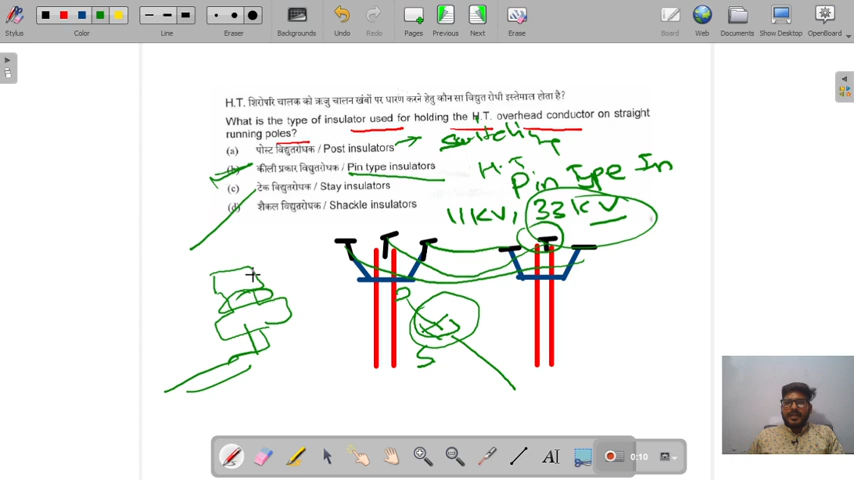 Board
Web
Documents
Show Desktop
OpenBoard
Stylus
Color
Line
Eraser
Backgrounds
Undo
Redo
Pages
Previous
Next
Erase
H.T. शिरोपरि चालक को ऋजु चालन खंबों पर धारण करने हेतु कौन सा विद्युत रोधी इस्तेमाल होता है?
What is the type of insulator used for holding the H.T. overhead conductor on straight
running poles?
(a) पोस्ट विद्युतरोधक / Post insulators
switching
(b) कीली प्रकार विद्युतरोधक / Pin type insulators
H.T
Pin Type In
(c) टेक विद्युतरोधक / Stay insulators
(d) शैकल विद्युतरोधक / Shackle insulators
11KV, 33KV
S
0:10